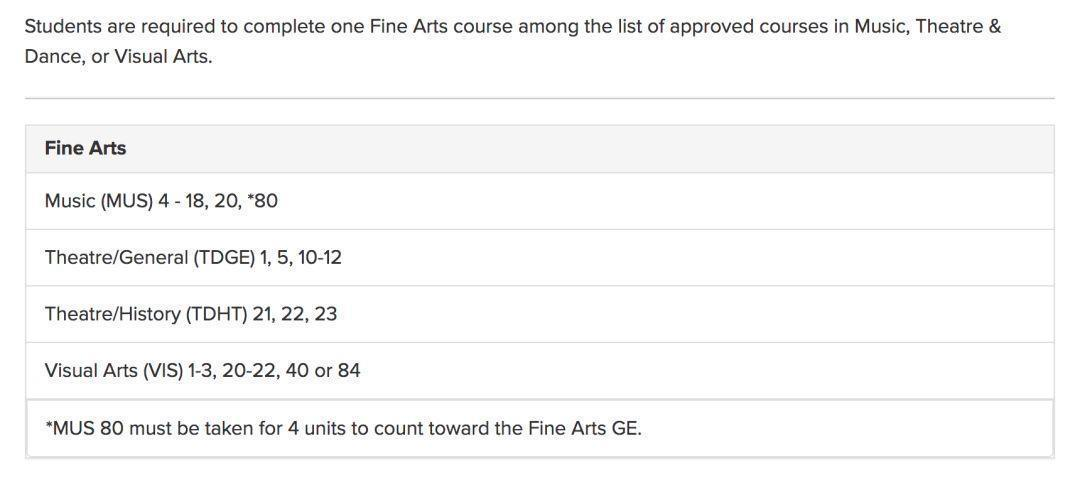 Students are required to complete one Fine Arts course among the list of approved courses in Music, Theatre &
Dance, or Visual Arts.
Fine Arts
Music (MUS) 4 - 18, 20, *80
Theatre/General (TDGE) 1, 5, 10-12
Theatre/History (TDHT) 21, 22, 23
Visual Arts (VIS) 1-3, 20-22, 40 or 84
*MUS 80 must be taken for 4 units to count toward the Fine Arts GE.